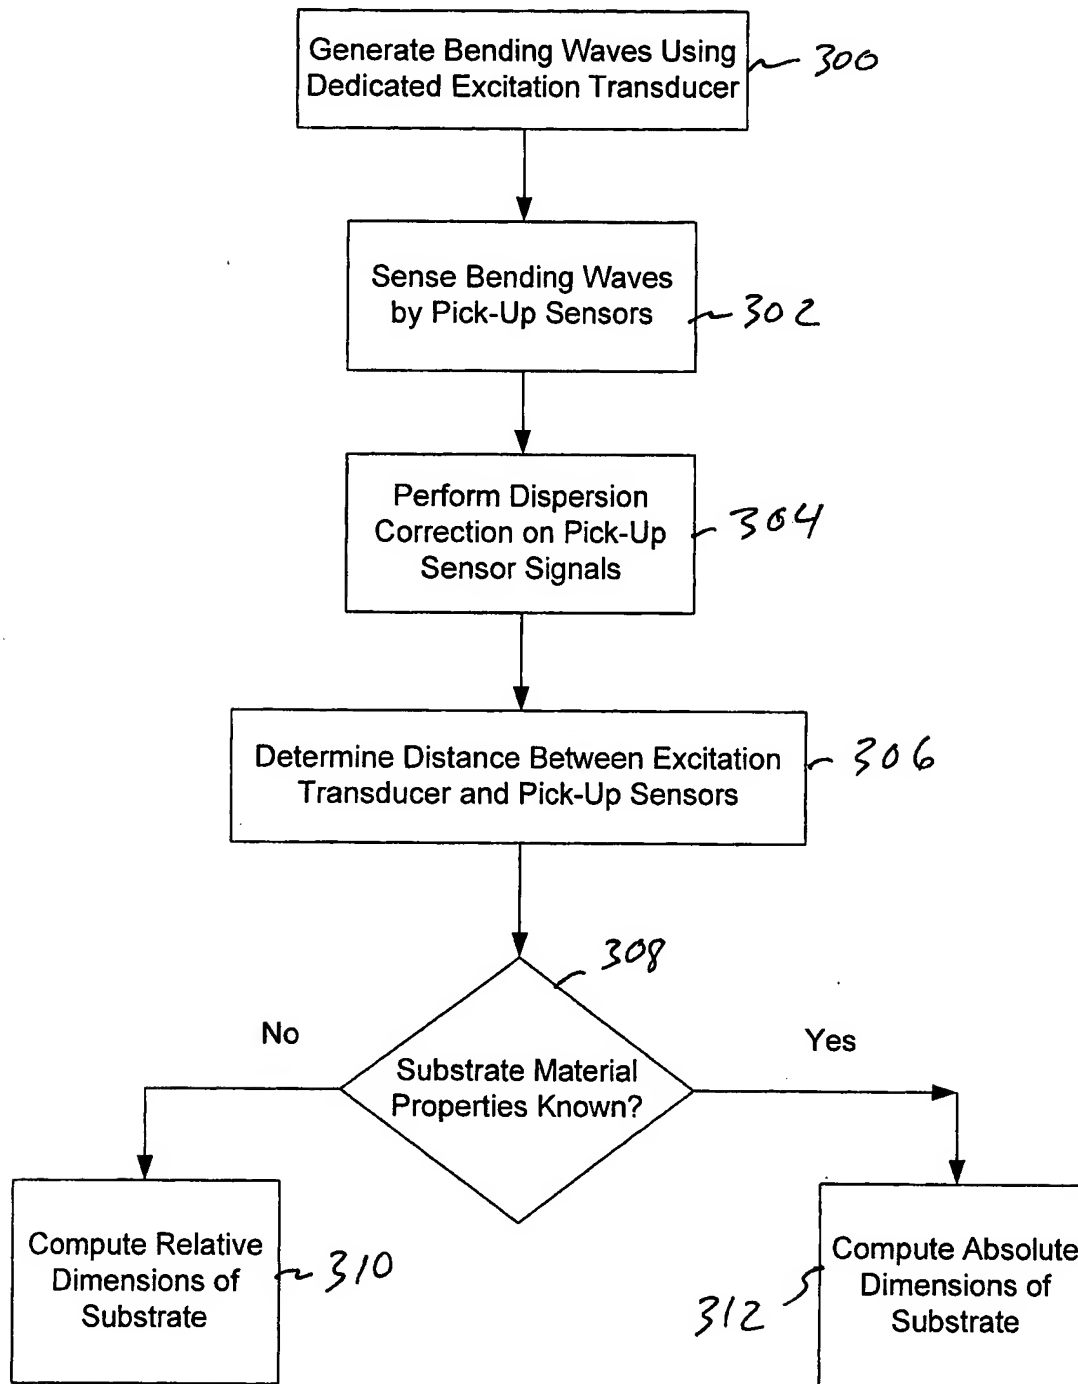 Generate Bending Waves Using
Dedicated Excitation Transducer
300
Sense Bending Waves
by Pick-Up Sensors
302
Perform Dispersion
Correction on Pick-Up
Sensor Signals
304
Determine Distance Between Excitation
Transducer and Pick-Up Sensors
306
308
No
Yes
Substrate Material
Properties Known?
Compute Relative
Dimensions of
Substrate
310
Compute Absolute
Dimensions of
Substrate
312